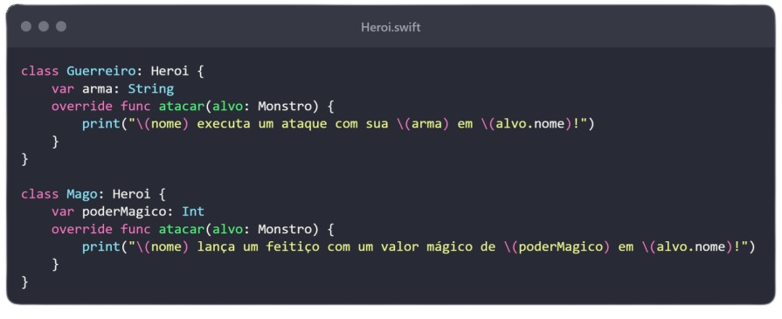 Heroi.swift
class Guerreiro: Heroi {
    var arma: String
    override func atacar(alvo: Monstro) {
        print("\(nome) executa um ataque com sua \(arma) em \(alvo.nome)!")
    }
}
class Mago: Heroi {
    var poderMagico: Int
    override func atacar(alvo: Monstro) {
        print("\(nome) lança um feitiço com um valor mágico de \(poderMagico) em \(alvo.nome)!")
    }
}